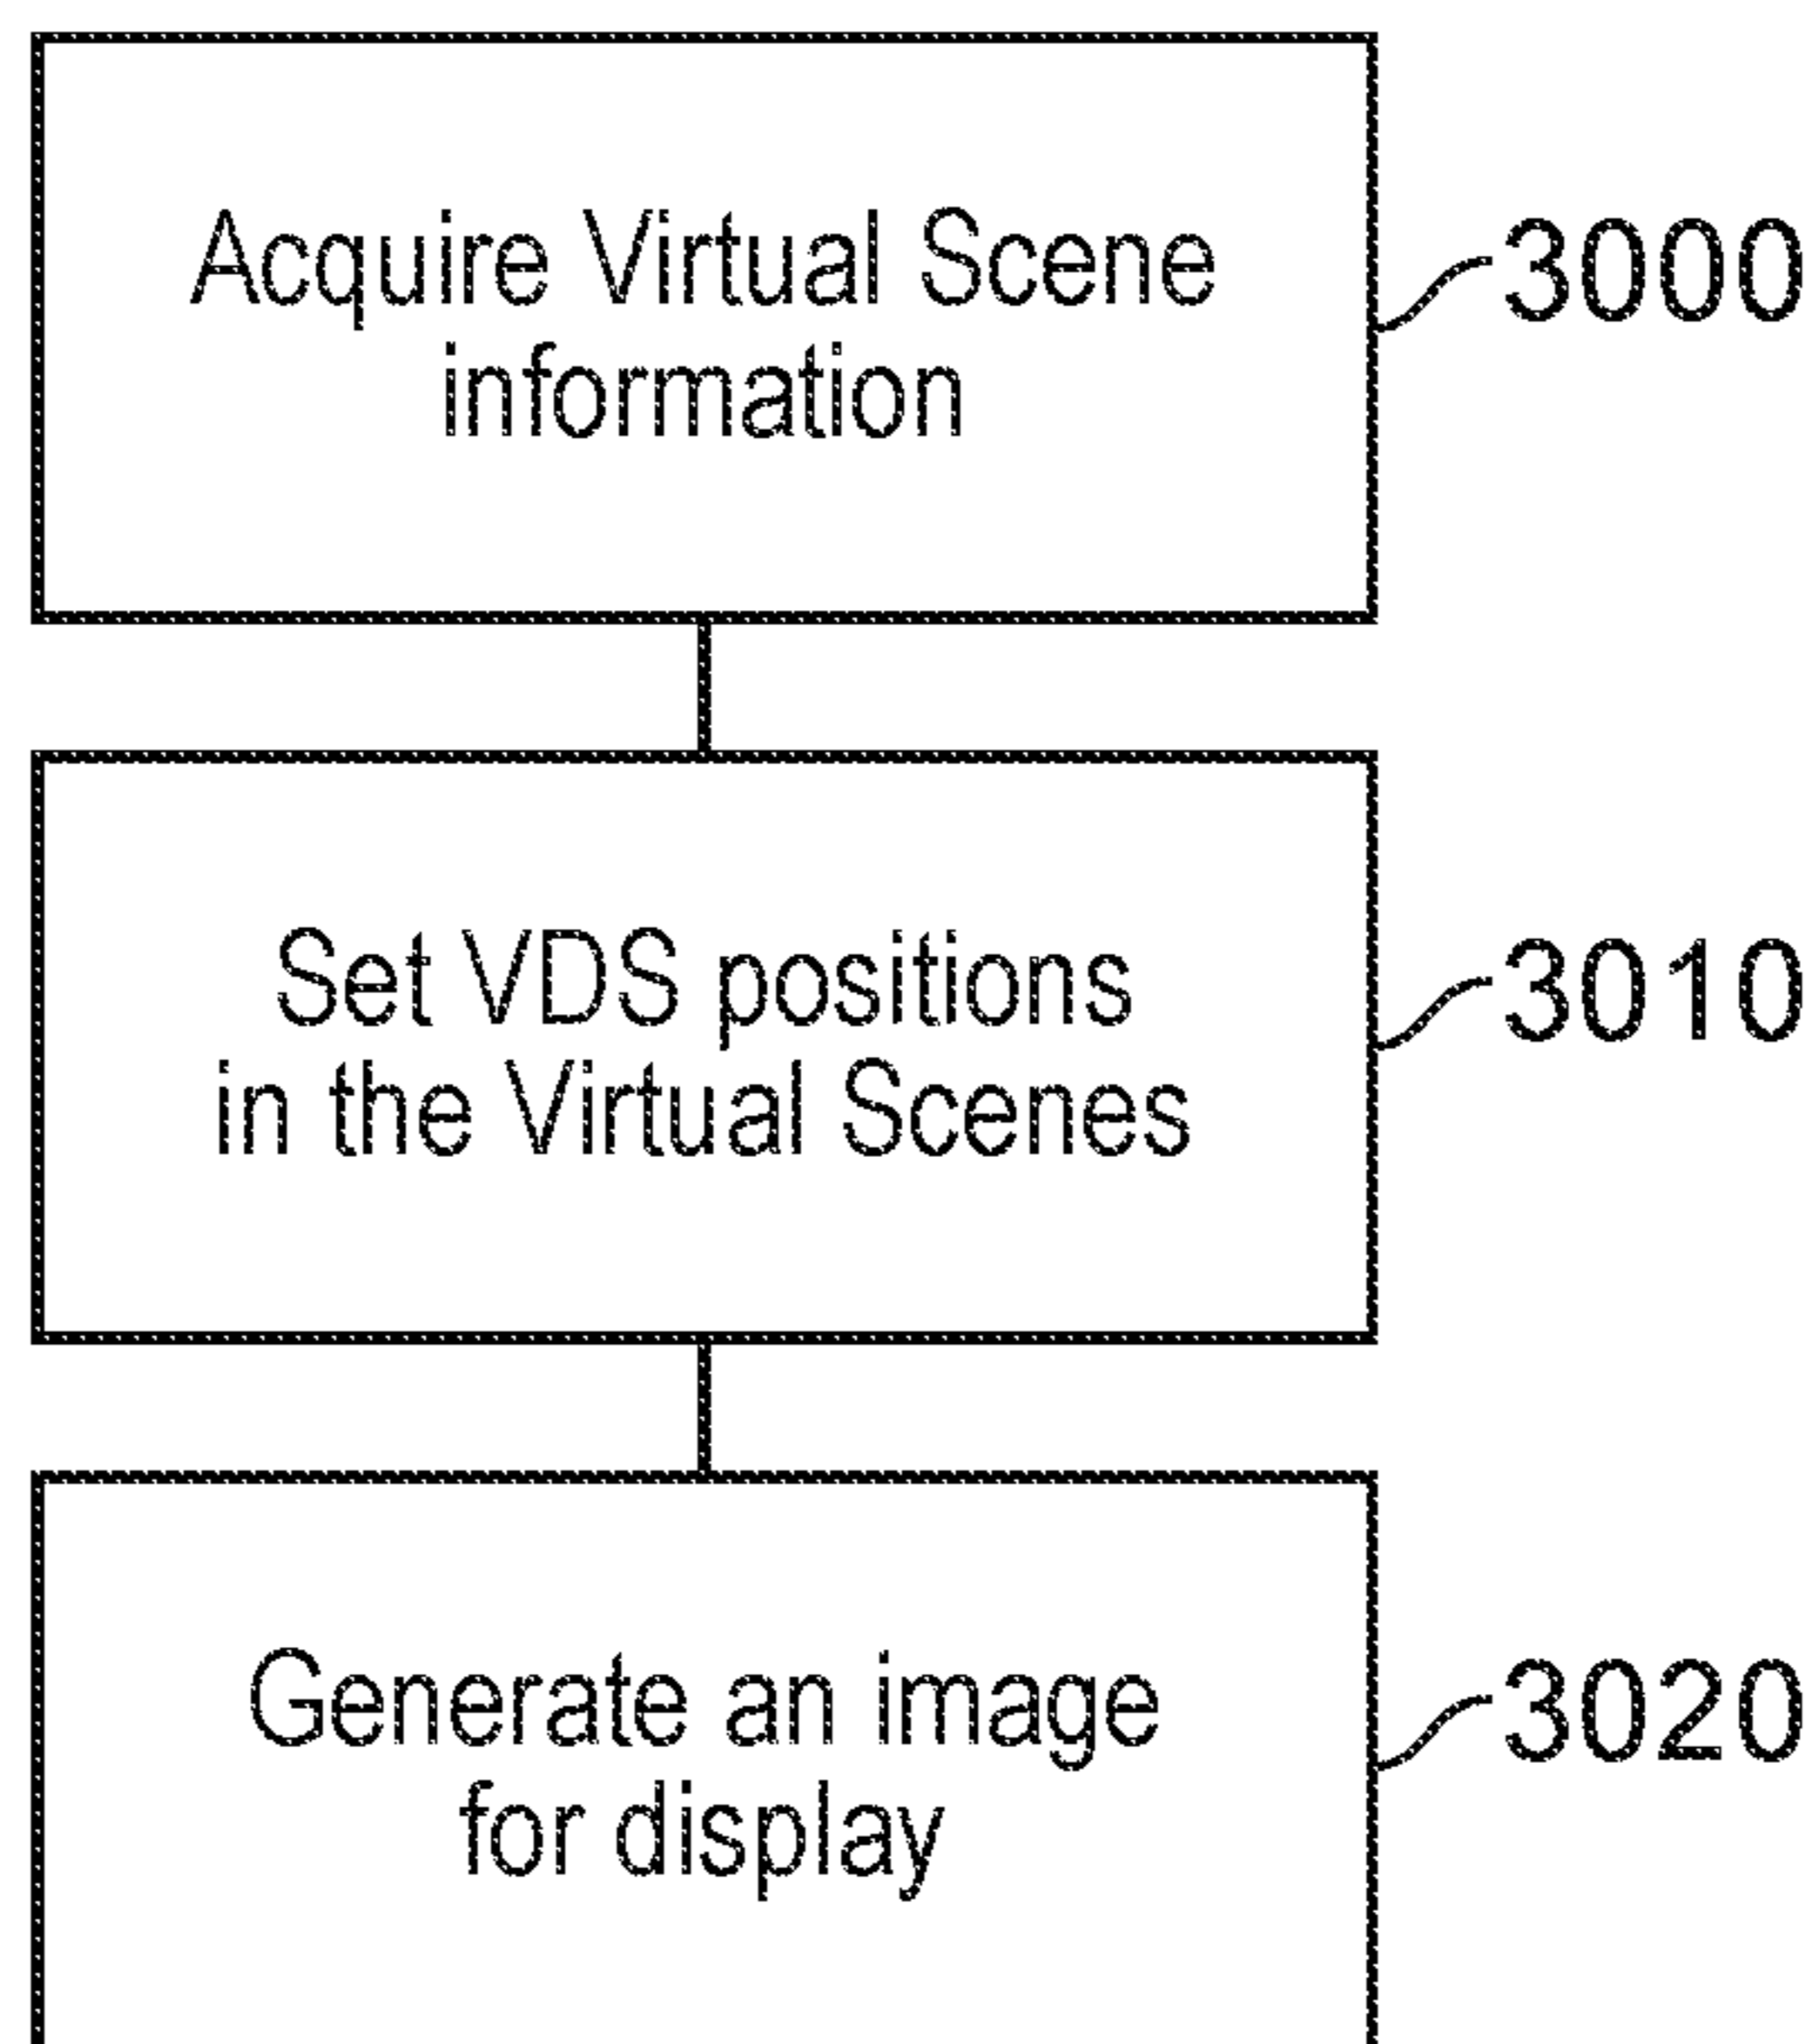 Acquire Virtual Scene
information
3000
Set VDS positions
in the Virtual Scenes
3010
Generate an image
for display
3020